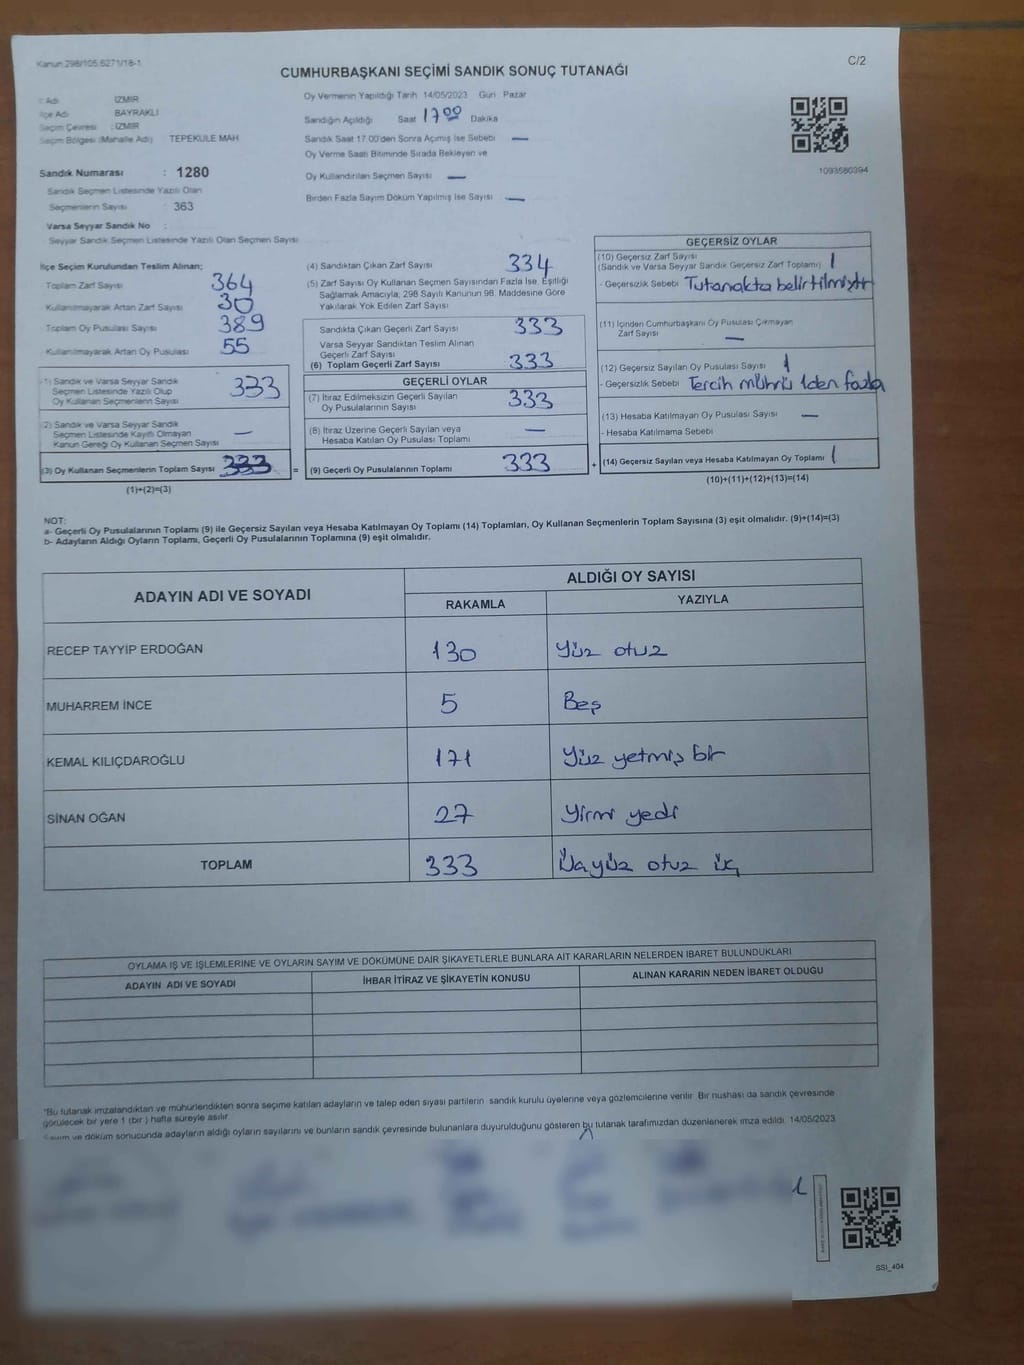 Kanun 298/105,6271/18-1
C/2
CUMHURBAŞKANI SEÇİMİ SANDIK SONUÇ TUTANAĞI
İl Adı İZMİR
İlçe Adı BAYRAKLI
Seçim Çevresi : İZMİR
Seçim Bölgesi (Mahalle Adı) TEPEKULE MAH
Sandık Numarası : 1280
Sandık Seçmen Listesinde Yazılı Olan
Seçmenlerin Sayısı : 363
Varsa Seyyar Sandık No :
Seyyar Sandık Seçmen Listesinde Yazılı Olan Seçmen Sayısı
Oy Vermenin Yapıldığı Tarih 14/05/2023 Gün Pazar
Sandığın Açıldığı Saat 17 00 Dakika
Sandık Saat 17.00'den Sonra Açılmış İse Sebebi —
Oy Verme Saati Bitiminde Sırada Bekleyen ve
Oy Kullandırılan Seçmen Sayısı —
Birden Fazla Sayım Döküm Yapılmış İse Sayısı —
1093580394
İlçe Seçim Kurulundan Teslim Alınan;
Toplam Zarf Sayısı 364
Kullanılmayarak Artan Zarf Sayısı 30
Toplam Oy Pusulası Sayısı 389
Kullanılmayarak Artan Oy Pusulası 55
(1) Sandık ve Varsa Seyyar Sandık
Seçmen Listesinde Yazılı Olup
Oy Kullanan Seçmenlerin Sayısı 333
(2) Sandık ve Varsa Seyyar Sandık
Seçmen Listesinde Kayıtlı Olmayan
Kanun Gereği Oy Kullanan Seçmen Sayısı —
(3) Oy Kullanan Seçmenlerin Toplam Sayısı 333 =
(1)+(2)=(3)
(4) Sandıktan Çıkan Zarf Sayısı 334
(5) Zarf Sayısı Oy Kullanan Seçmen Sayısından Fazla İse, Eşitliği
Sağlamak Amacıyla; 298 Sayılı Kanunun 98. Maddesine Göre
Yakılarak Yok Edilen Zarf Sayısı
Sandıkta Çıkan Geçerli Zarf Sayısı 333
Varsa Seyyar Sandıktan Teslim Alınan
Geçerli Zarf Sayısı
(6) Toplam Geçerli Zarf Sayısı 333
GEÇERLİ OYLAR
(7) İtiraz Edilmeksizin Geçerli Sayılan
Oy Pusulalarının Sayısı 333
(8) İtiraz Üzerine Geçerli Sayılan veya
Hesaba Katılan Oy Pusulası Toplamı —
(9) Geçerli Oy Pusulalarının Toplamı 333 +
GEÇERSİZ OYLAR
(10) Geçersiz Zarf Sayısı
(Sandık ve Varsa Seyyar Sandık Geçersiz Zarf Toplamı) 1
- Geçersizlik Sebebi Tutanakta belirtilmiştir
(11) İçinden Cumhurbaşkanı Oy Pusulası Çıkmayan
Zarf Sayısı —
(12) Geçersiz Sayılan Oy Pusulası Sayısı 1
- Geçersizlik Sebebi Tercih mührü 1den fazla
(13) Hesaba Katılmayan Oy Pusulası Sayısı —
- Hesaba Katılmama Sebebi
(14) Geçersiz Sayılan veya Hesaba Katılmayan Oy Toplamı 1
(10)+(11)+(12)+(13)=(14)
NOT:
a- Geçerli Oy Pusulalarının Toplamı (9) ile Geçersiz Sayılan veya Hesaba Katılmayan Oy Toplamı (14) Toplamları, Oy Kullanan Seçmenlerin Toplam Sayısına (3) eşit olmalıdır. (9)+(14)=(3)
b- Adayların Aldığı Oyların Toplamı, Geçerli Oy Pusulalarının Toplamına (9) eşit olmalıdır.
ADAYIN ADI VE SOYADI
ALDIĞI OY SAYISI
RAKAMLA YAZIYLA
RECEP TAYYİP ERDOĞAN 130 Yüz otuz
MUHARREM İNCE 5 Beş
KEMAL KILIÇDAROĞLU 171 Yüz yetmiş bir
SİNAN OĞAN 27 Yirmi yedi
TOPLAM 333 Üçyüz otuz üç
OYLAMA İŞ VE İŞLEMLERİNE VE OYLARIN SAYIM VE DÖKÜMÜNE DAİR ŞİKAYETLERLE BUNLARA AİT KARARLARIN NELERDEN İBARET BULUNDUKLARI
ADAYIN ADI VE SOYADI İHBAR İTİRAZ VE ŞİKAYETİN KONUSU ALINAN KARARIN NEDEN İBARET OLDUĞU
*Bu tutanak imzalandıktan ve mühürlendikten sonra seçime katılan adayların ve talep eden siyasi partilerin sandık kurulu üyelerine veya gözlemcilerine verilir. Bir nushası da sandık çevresinde
görülecek bir yere 1 (bir ) hafta süreyle asılır.
Sayım ve döküm sonucunda adayların aldığı oyların sayılarını ve bunların sandık çevresinde bulunanlara duyurulduğunu gösteren bu tutanak tarafımızdan düzenlenerek imza edildi. 14/05/2023
SSİ_404